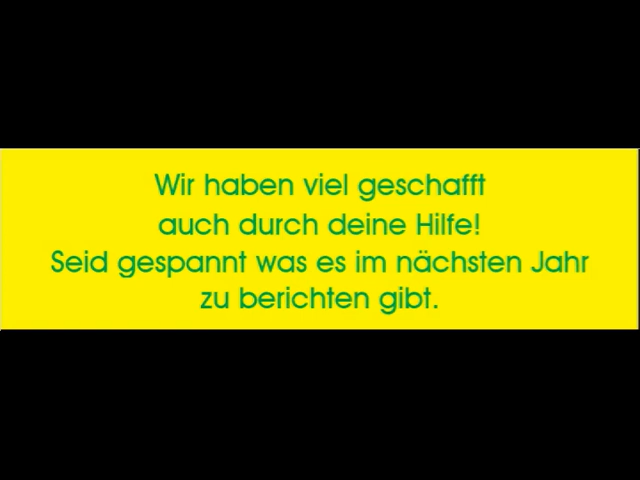 Wir haben viel geschafft
auch durch deine Hilfe!
Seid gespannt was es im nächsten Jahr
zu berichten gibt.